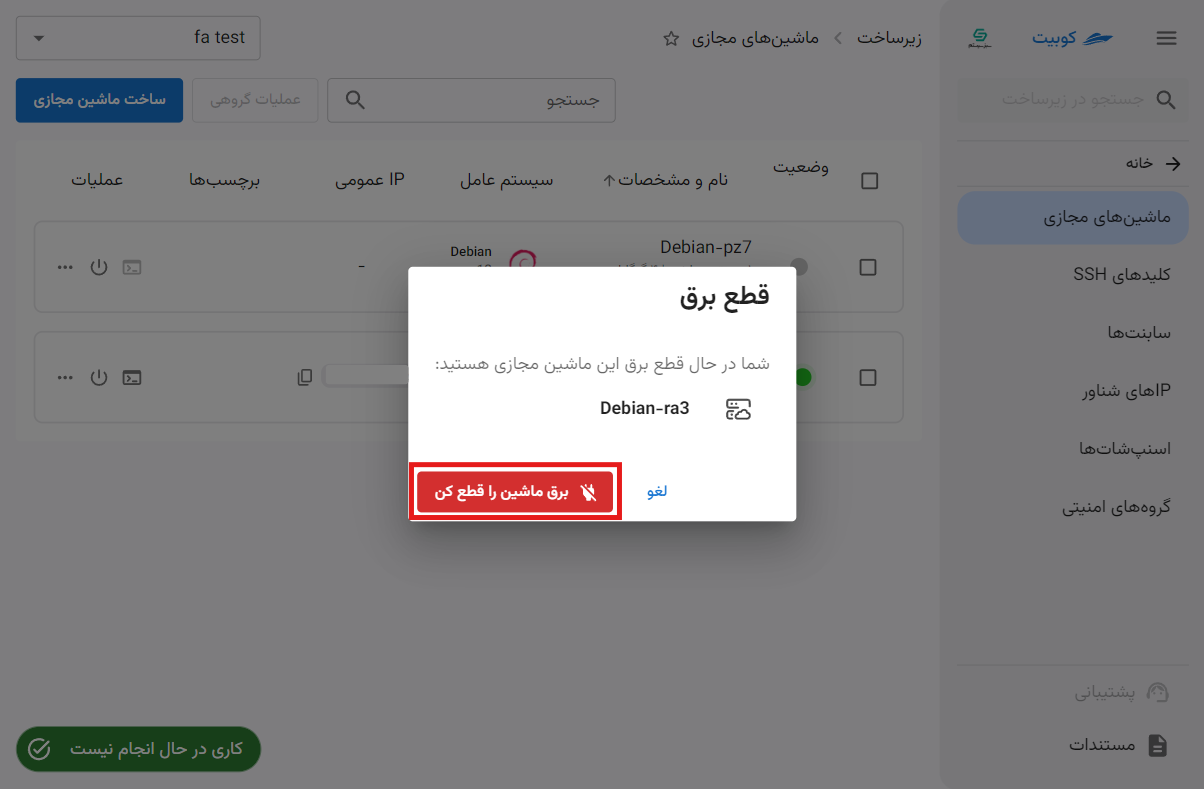 کوبیت
جستجو در زیرساخت
خانه
ماشین‌های مجازی
کلیدهای SSH
سابنت‌ها
IPهای شناور
اسنپ‌شات‌ها
گروه‌های امنیتی
پشتیبانی
مستندات
زیرساخت
ماشین‌های مجازی
fa test
جستجو
عملیات گروهی
ساخت ماشین مجازی
وضعیت
نام و مشخصات
سیستم عامل
IP عمومی
برچسب‌ها
عملیات
Debian-pz7
Debian
-
قطع برق
شما در حال قطع برق این ماشین مجازی هستید:
Debian-ra3
لغو
برق ماشین را قطع کن
کاری در حال انجام نیست